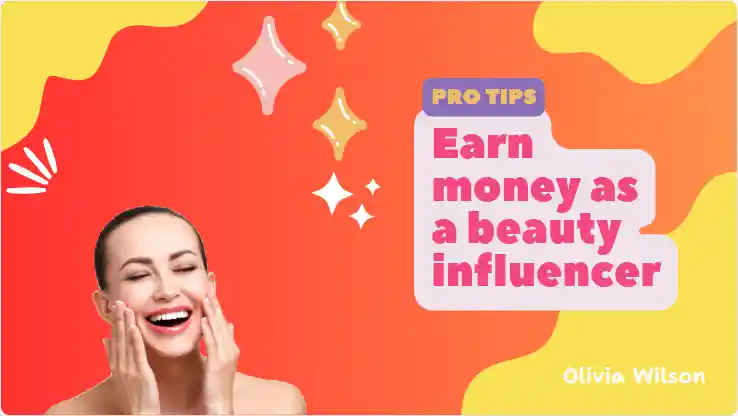 PRO TIPS
Earn
money as
a beauty
influencer
Olivia Wilson